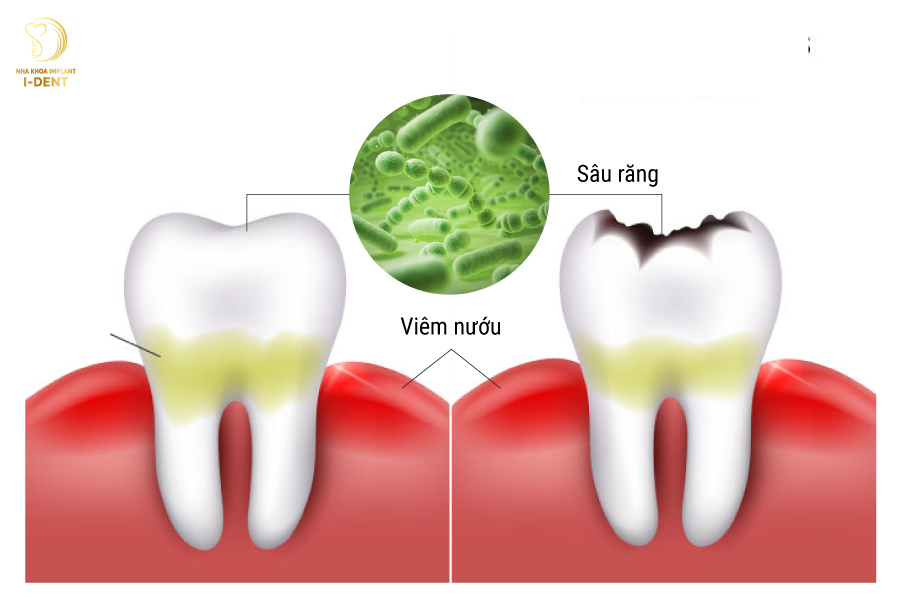 NHA KHOA IMPLANT
I-DENT
Sâu răng
Viêm nướu